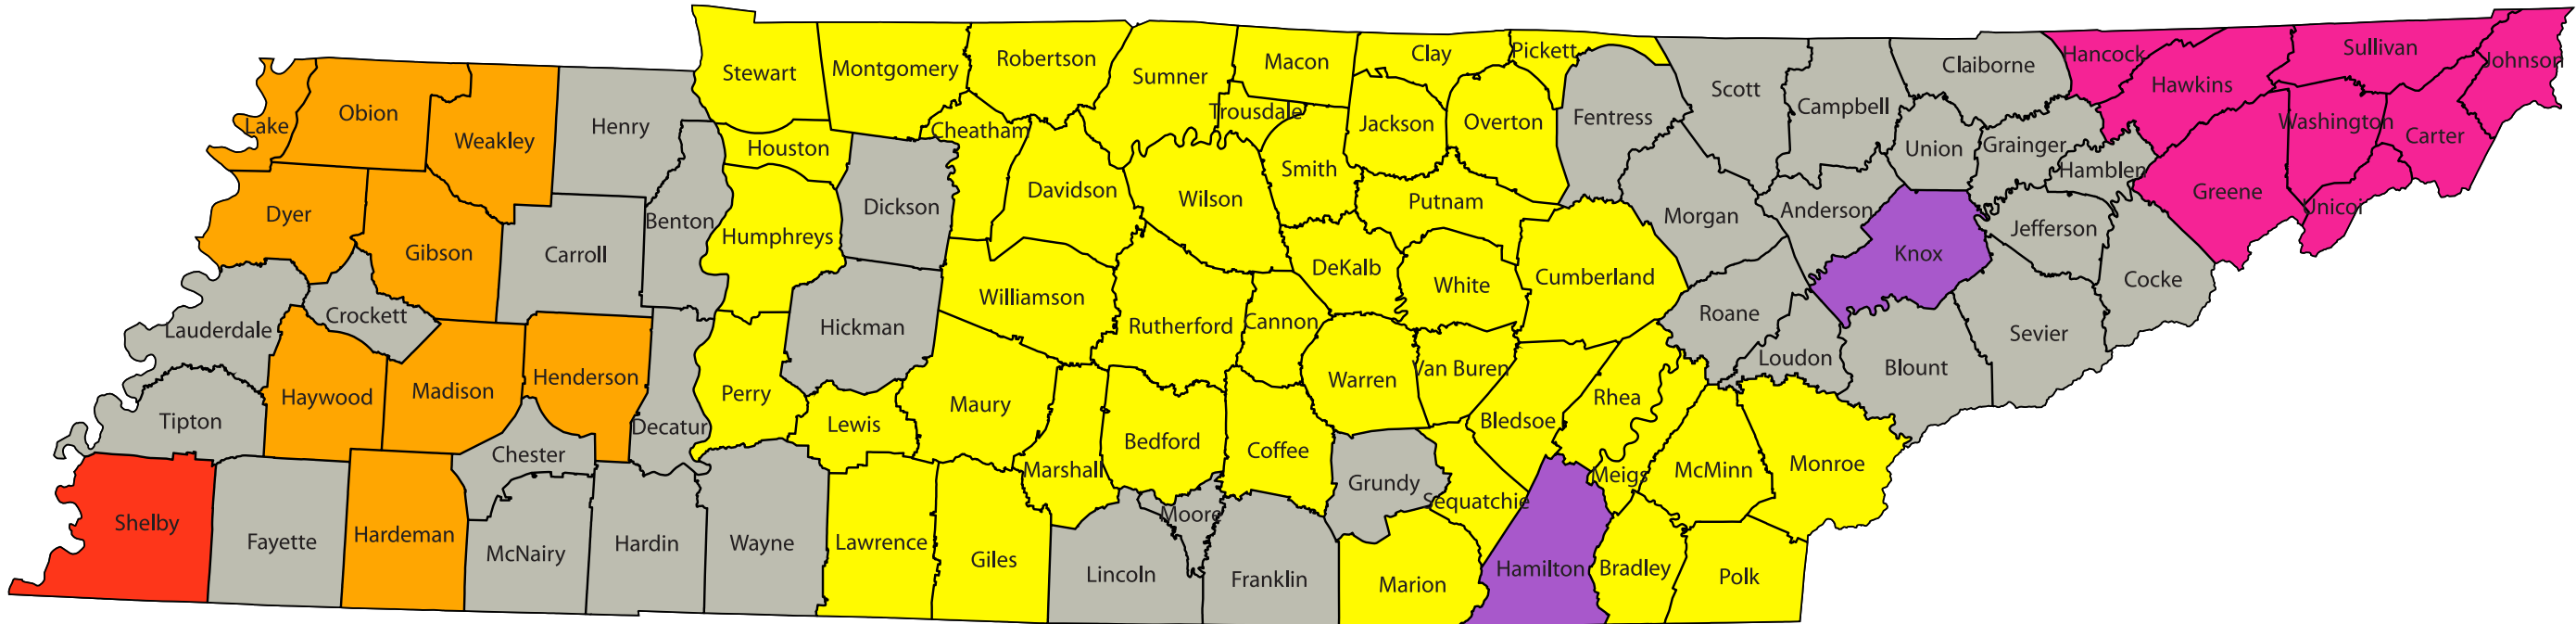 Lake
Obion
Weakley
Henry
Stewart
Montgomery
Robertson
Sumner
Macon
Clay
Pickett
Scott
Campbell
Claiborne
Hancock
Hawkins
Sullivan
Johnson
Houston
Cheatham
Trousdale
Jackson
Overton
Fentress
Union
Grainger
Hamblen
Washington
Carter
Dyer
Gibson
Carroll
Benton
Humphreys
Dickson
Davidson
Wilson
Smith
Putnam
Morgan
Anderson
Knox
Jefferson
Cocke
Greene
Unicoi
Lauderdale
Crockett
Hickman
Williamson
Rutherford
Cannon
DeKalb
White
Cumberland
Roane
Loudon
Blount
Sevier
Tipton
Haywood
Madison
Henderson
Decatur
Perry
Lewis
Maury
Marshall
Bedford
Coffee
Warren
Van Buren
Bledsoe
Rhea
Meigs
McMinn
Monroe
Shelby
Fayette
Hardeman
Chester
McNairy
Hardin
Wayne
Lawrence
Giles
Lincoln
Moore
Franklin
Grundy
Sequatchie
Marion
Hamilton
Bradley
Polk